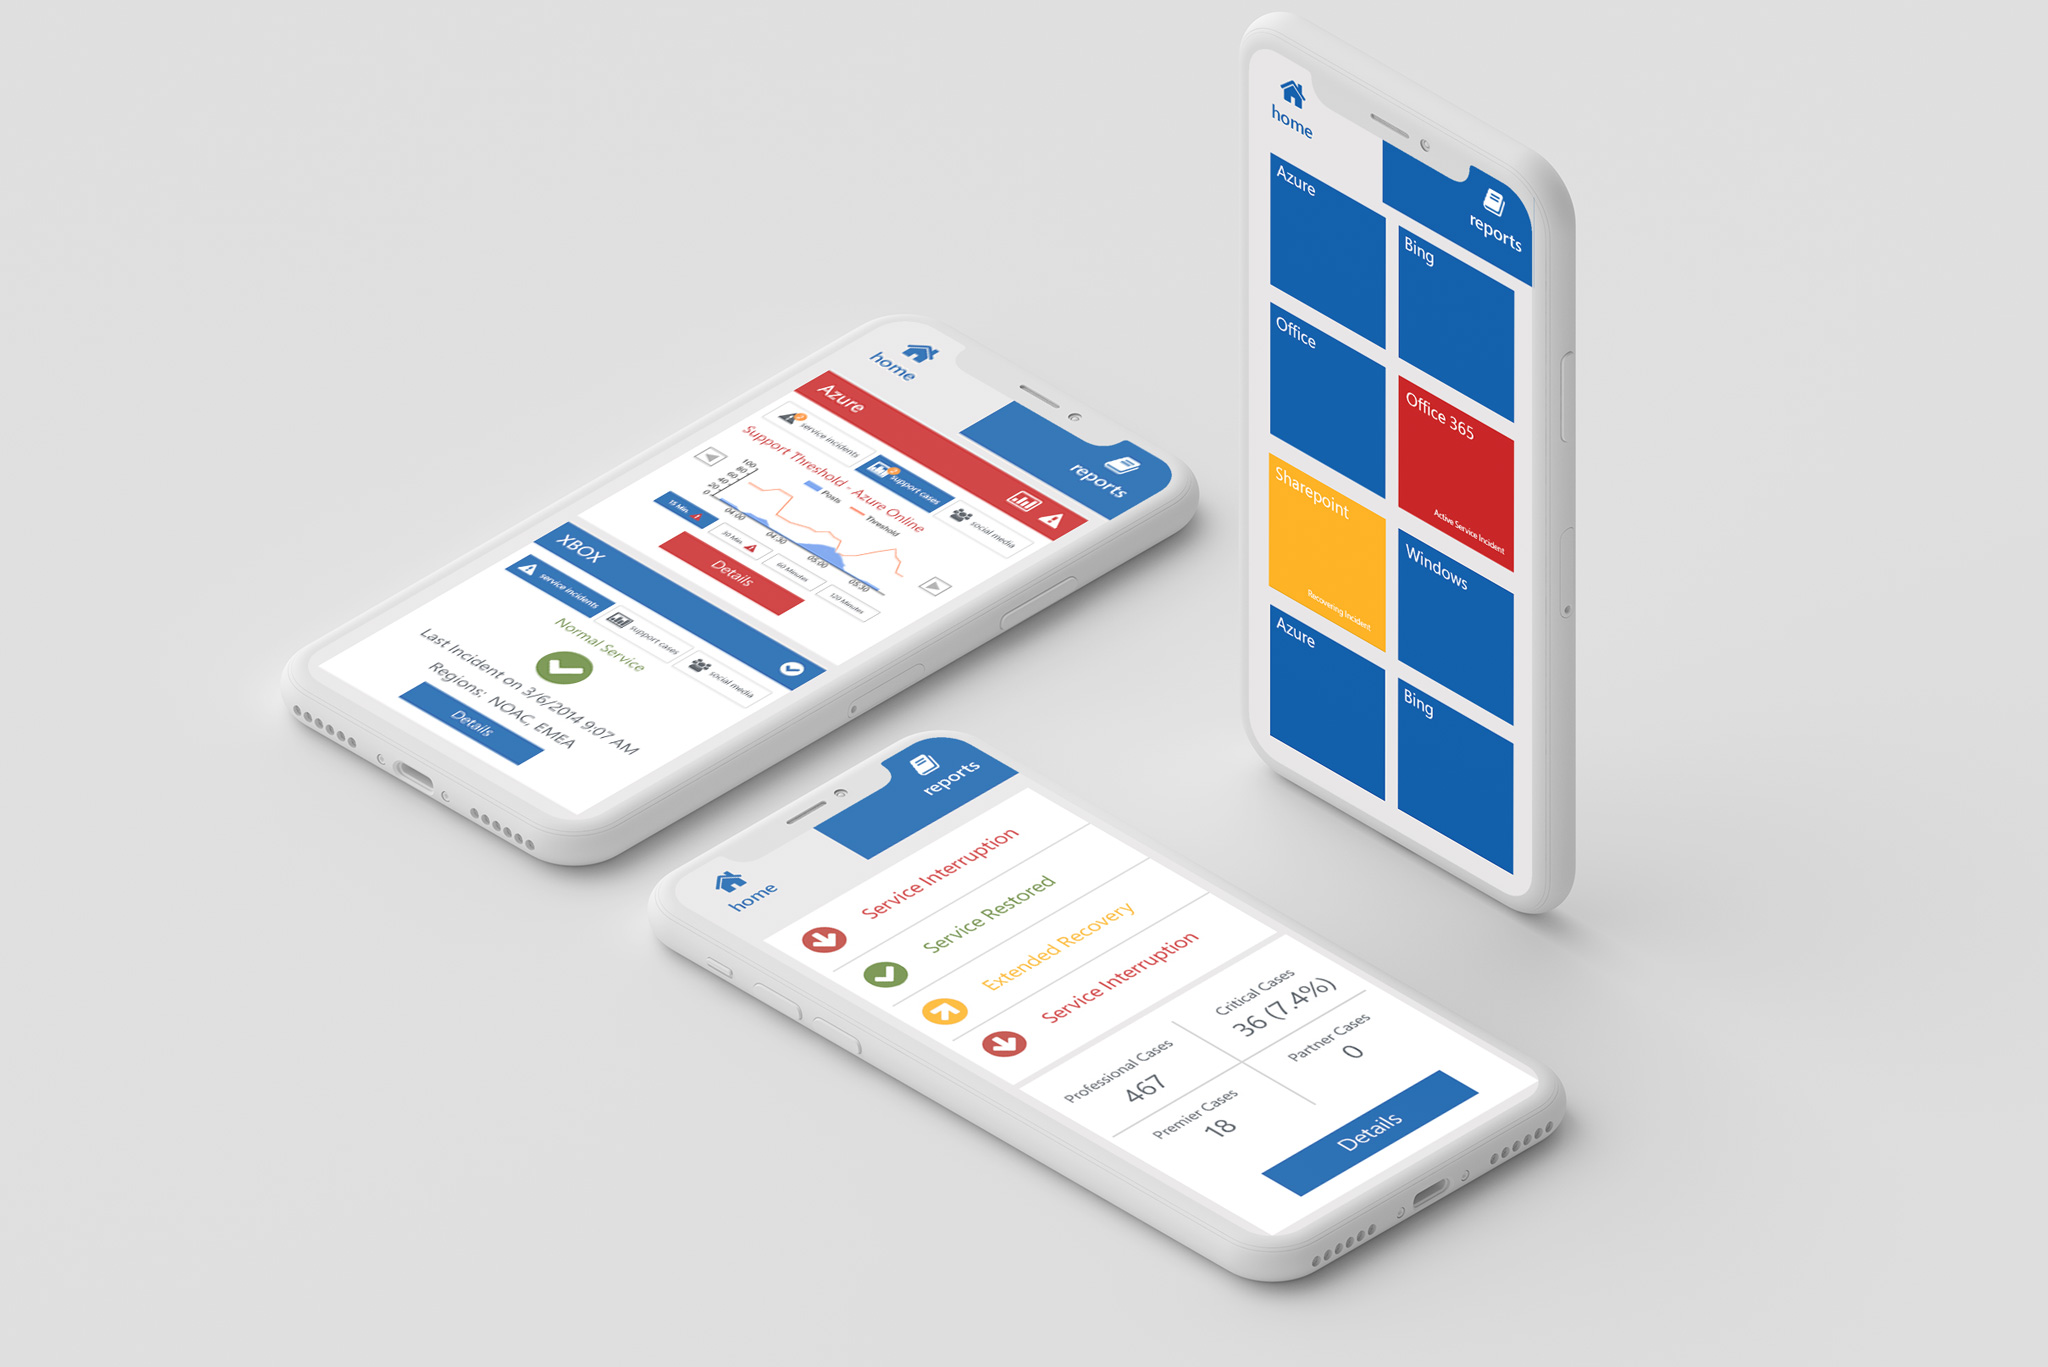 home
reports
Azure
service incidents
2
support cases
2
social media
Support Threshold - Azure Online
Posts
Threshold
100
80
60
40
20
0
04:00
04:30
05:00
05:30
15 Min
30 Min
60 Minutes
120 Minutes
Details
XBOX
service incidents
support cases
social media
Normal Service
Last Incident on 3/6/2014 9:07 AM
Regions: NOAC, EMEA
Details
home
reports
Azure
Bing
Office
Office 365
Active Service Incident
Sharepoint
Recovering Incident
Windows
Azure
Bing
home
reports
Service Interruption
Service Restored
Extended Recovery
Service Interruption
Professional Cases
467
Critical Cases
36 (7.4%)
Premier Cases
18
Partner Cases
0
Details